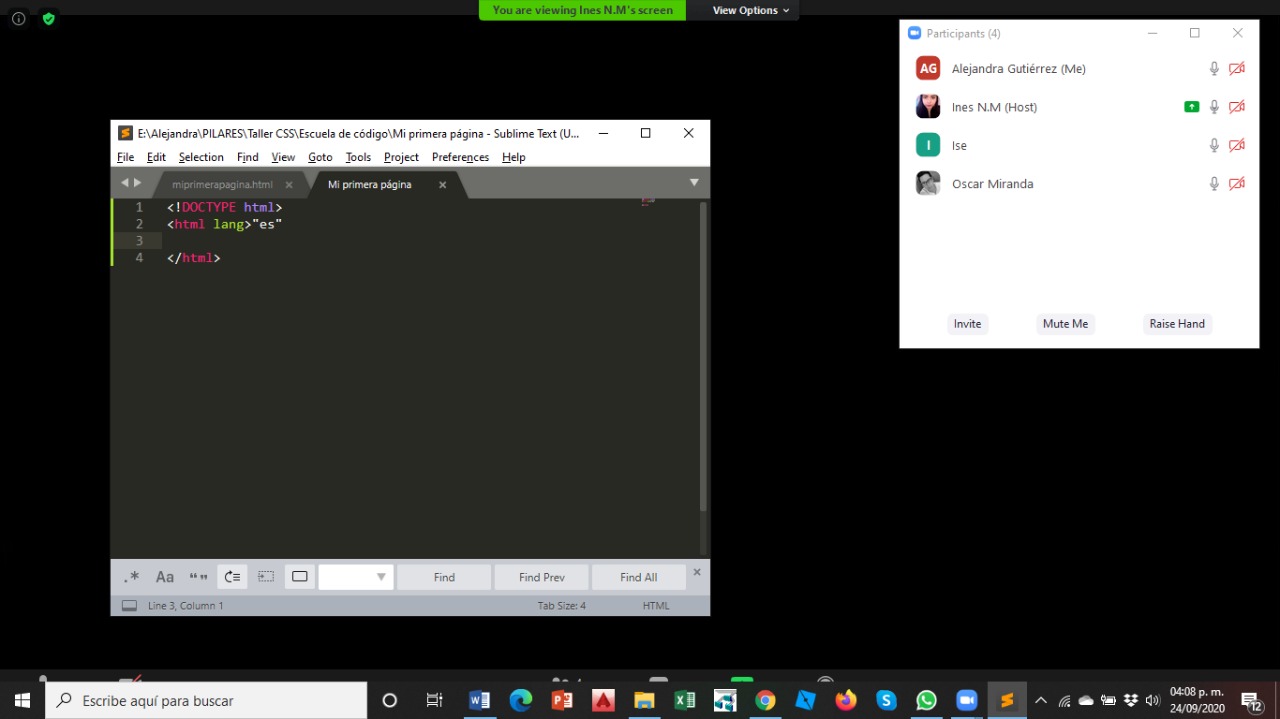 You are viewing Ines N.M's screen
View Options
Participants (4)
AG
Alejandra Gutiérrez (Me)
Ines N.M (Host)
I
Ise
Oscar Miranda
Invite
Mute Me
Raise Hand
E:\Alejandra\PILARES\Taller CSS\Escuela de código\Mi primera página - Sublime Text (U...
File Edit Selection Find View Goto Tools Project Preferences Help
miprimerapagina.html
Mi primera página
1 <!DOCTYPE html>
2 <html lang>"es"
3
4 </html>
.* Aa “”
Find
Find Prev
Find All
Line 3, Column 1
Tab Size: 4
HTML
Escribe aquí para buscar
04:08 p. m.
24/09/2020
12